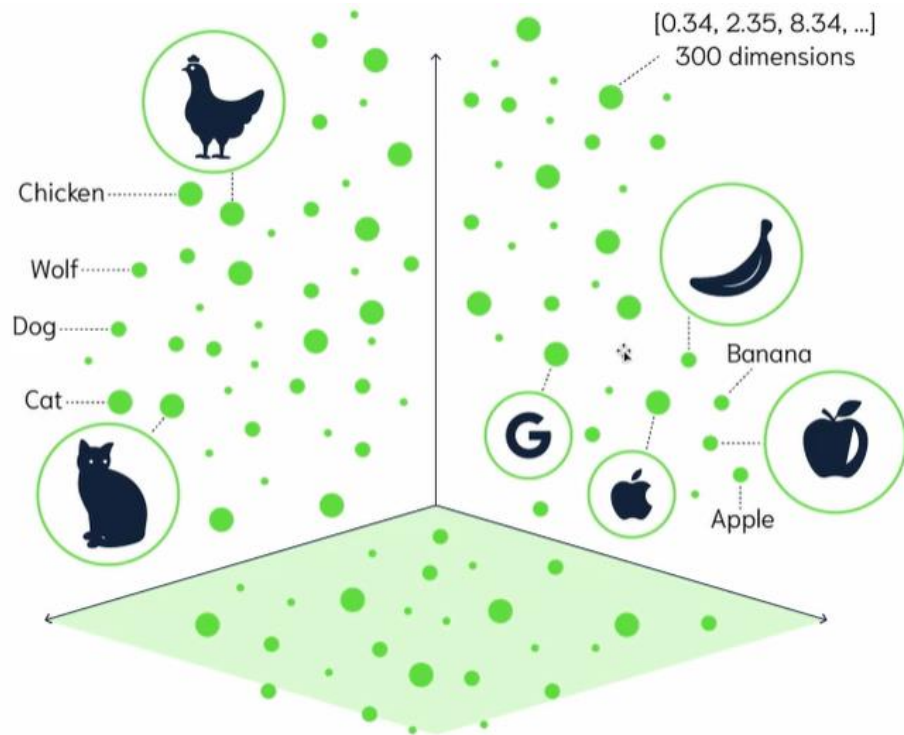 [0.34, 2.35, 8.34, ...]
300 dimensions
Chicken
Wolf
Dog
Banana
Cat
G
Apple